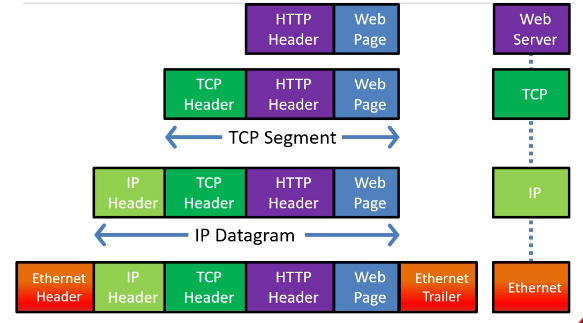 HTTP Header Web Page Web Server
TCP Header HTTP Header Web Page TCP
TCP Segment
IP Header TCP Header HTTP Header Web Page IP
IP Datagram
Ethernet Header IP Header TCP Header HTTP Header Web Page Ethernet Trailer Ethernet